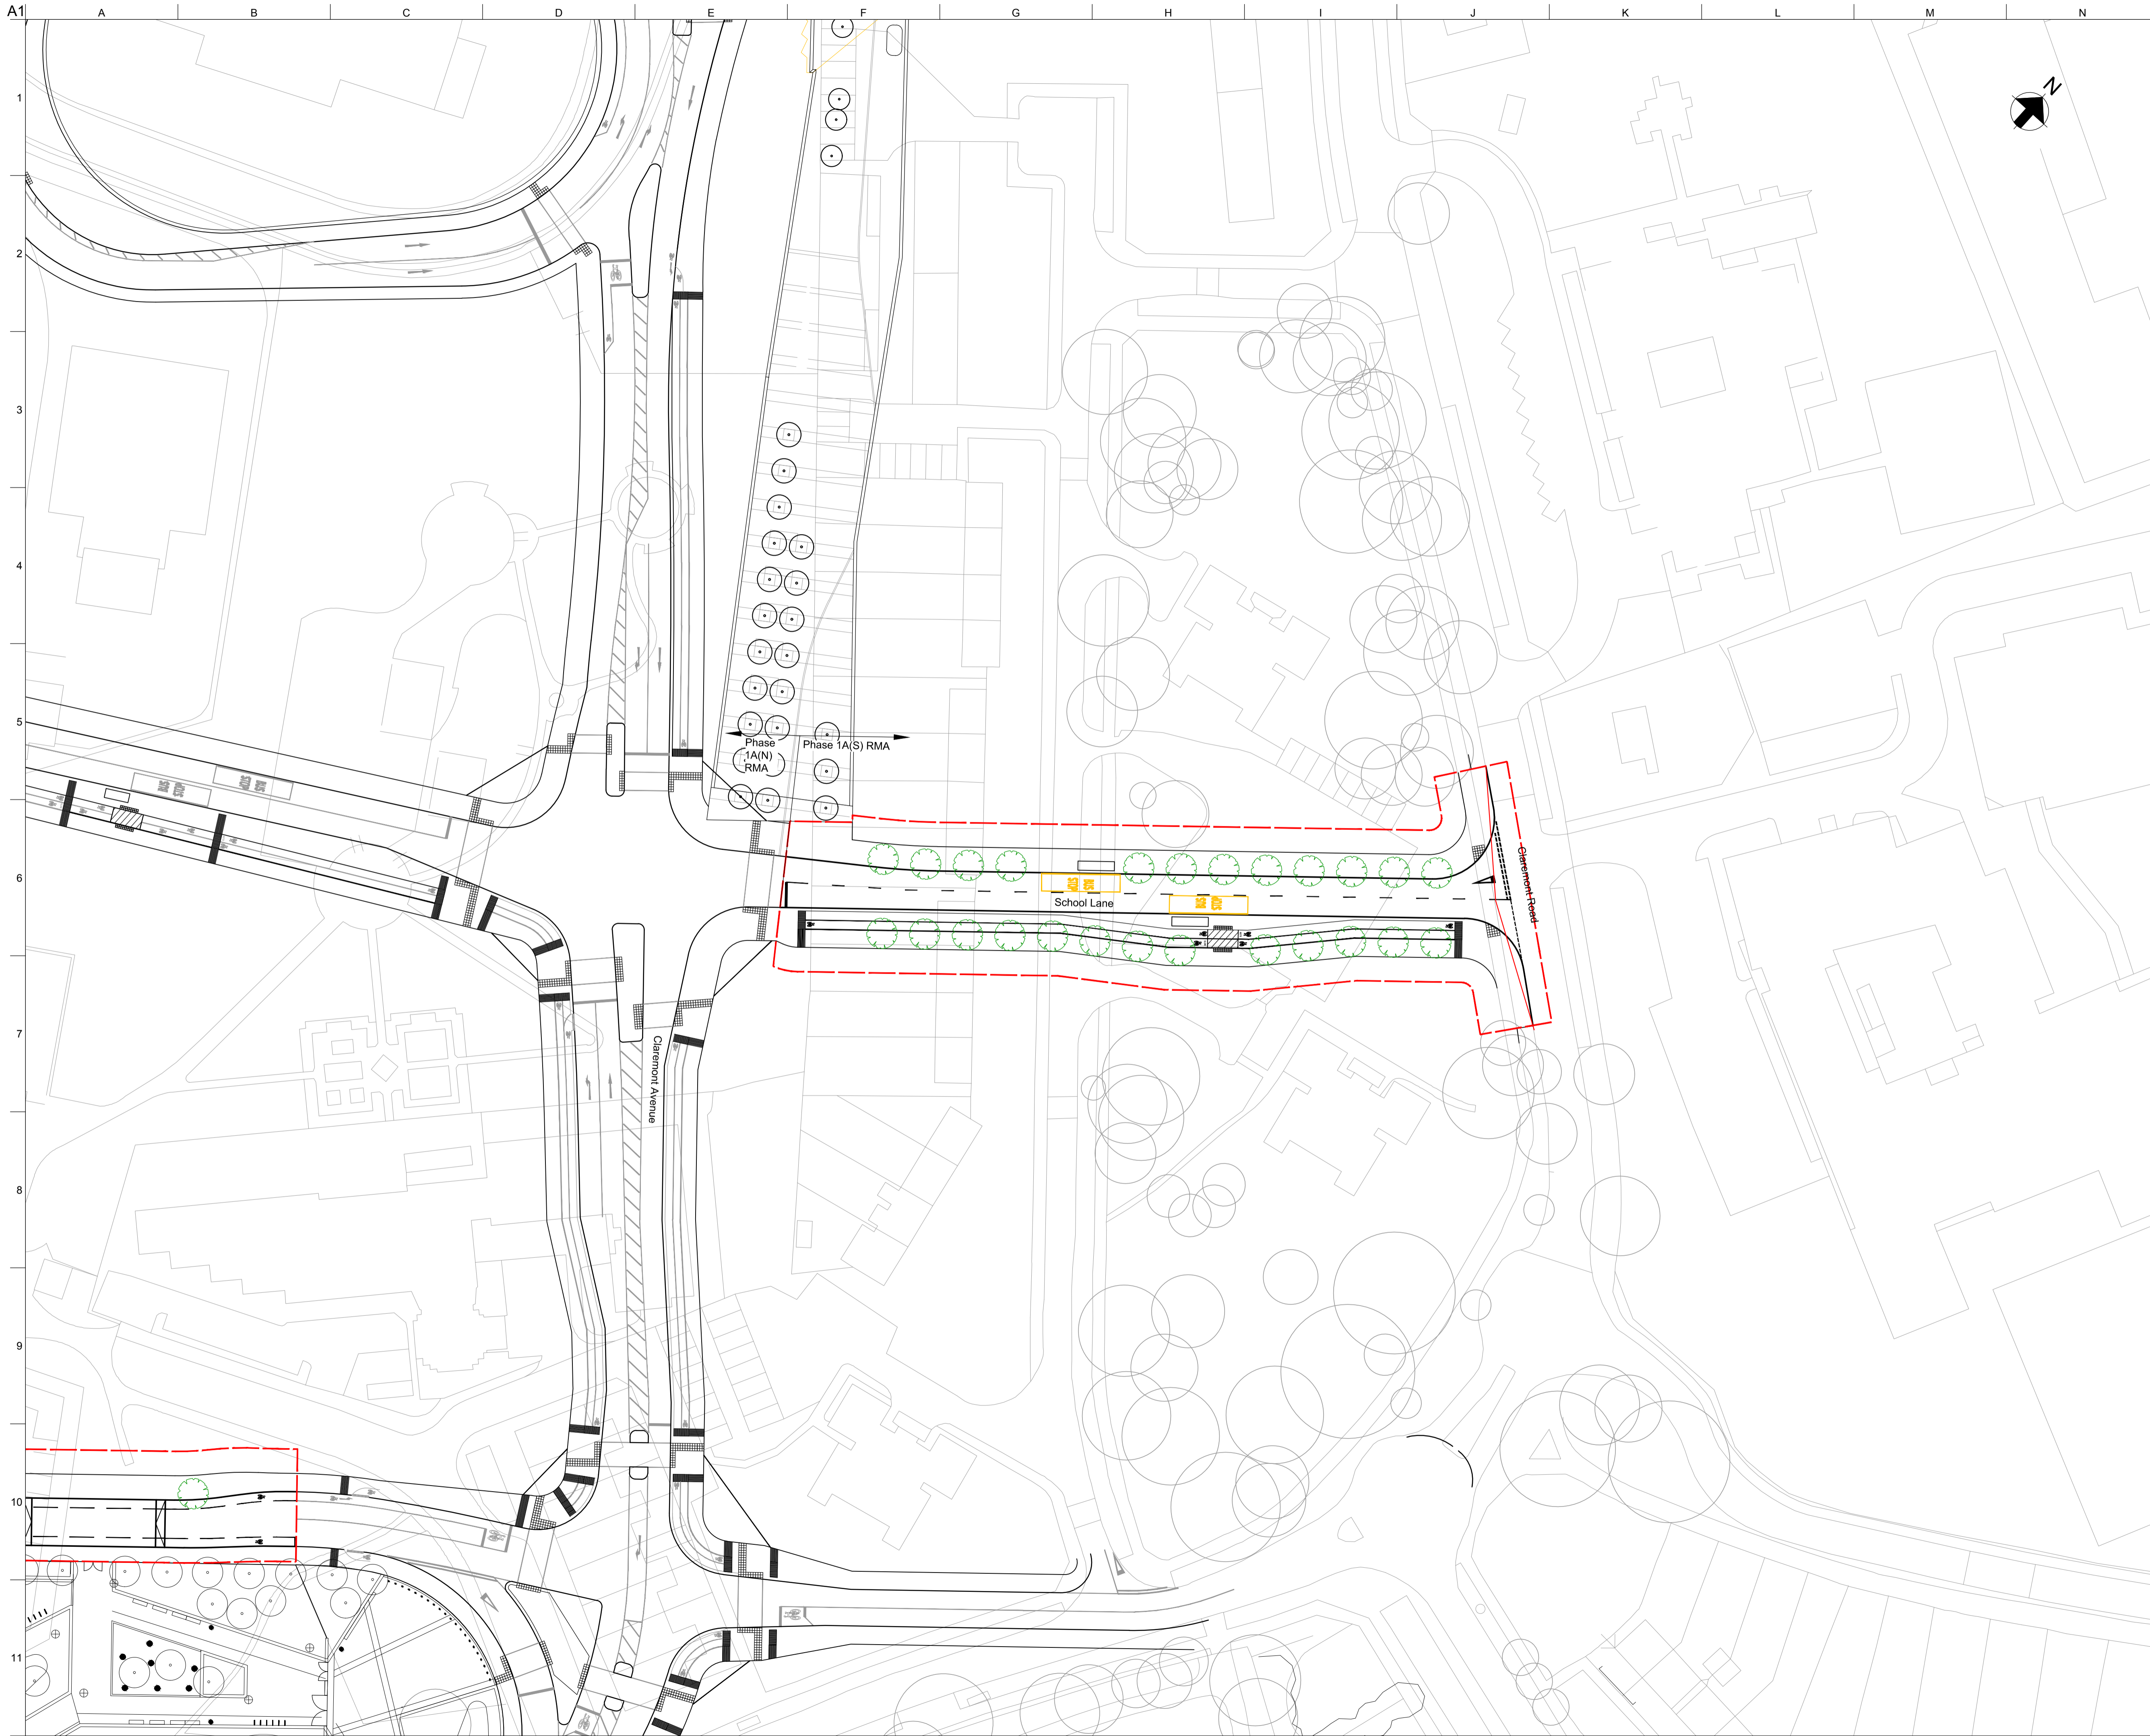 A1
A B C D E F G H I J K L M N
1
N
2
3
4
5
Phase
1A(N)
RMA
Phase 1A(S) RMA
BUS
STOP
BUS
STOP
6
School Lane
BUS
STOP
BUS
STOP
Claremont Road
7
Claremont Avenue
8
9
10
11